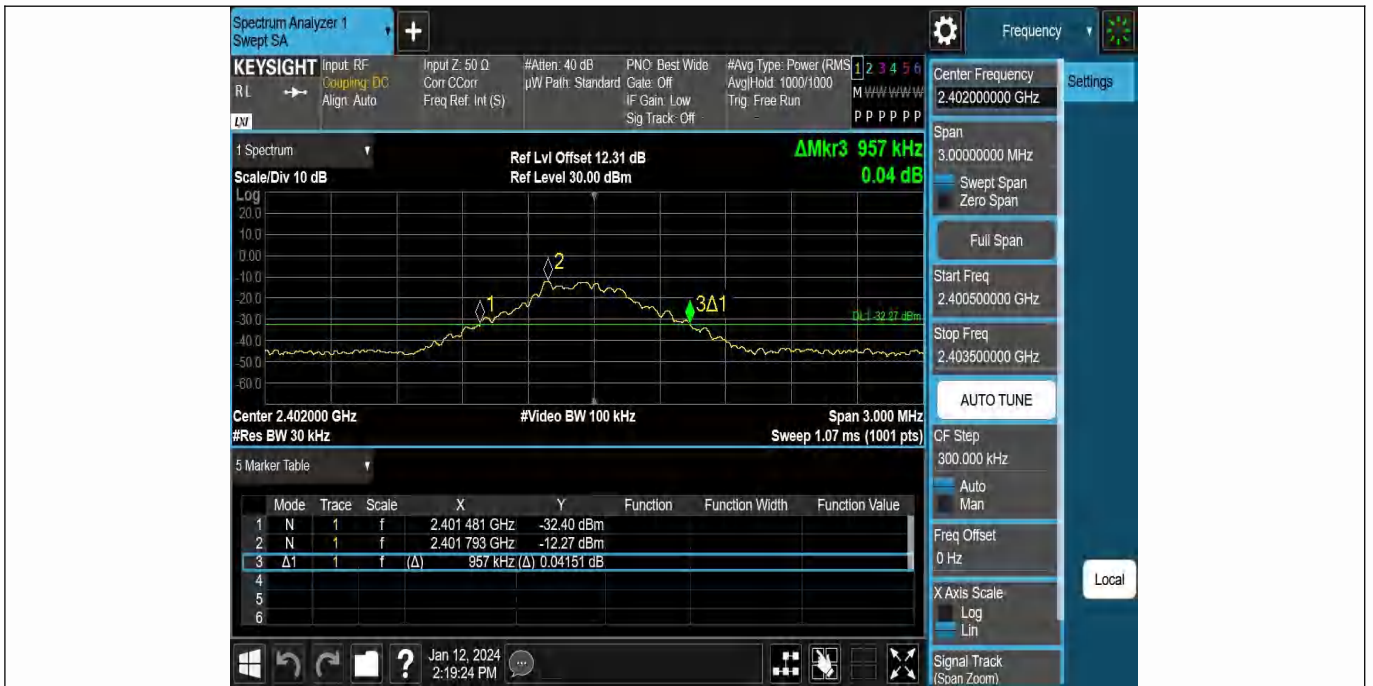 Spectrum Analyzer 1
Swept SA
Frequency
KEYSIGHT
RL
LXI
Input: RF
Coupling: DC
Align: Auto
Input Z: 50 Ω
Corr CCorr
Freq Ref: Int (S)
#Atten: 40 dB
µW Path: Standard
PNO: Best Wide
Gate: Off
IF Gain: Low
Sig Track: Off
#Avg Type: Power (RMS
Avg|Hold: 1000/1000
Trig: Free Run
1 2 3 4 5 6
M W W W W W
P P P P P P
1 Spectrum
Scale/Div 10 dB
Ref Lvl Offset 12.31 dB
Ref Level 30.00 dBm
ΔMkr3 957 kHz
0.04 dB
Log
20.0
10.0
0.00
-10.0
-20.0
-30.0
-40.0
-50.0
-60.0
1
2
3Δ1
DL1 -32.27 dBm
Center 2.402000 GHz
#Res BW 30 kHz
#Video BW 100 kHz
Span 3.000 MHz
Sweep 1.07 ms (1001 pts)
5 Marker Table
Mode Trace Scale X Y Function Function Width Function Value
1 N 1 f 2.401 481 GHz -32.40 dBm
2 N 1 f 2.401 793 GHz -12.27 dBm
3 Δ1 1 f (Δ) 957 kHz (Δ) 0.04151 dB
4
5
6
Jan 12, 2024
2:19:24 PM
Center Frequency
2.402000000 GHz
Settings
Span
3.00000000 MHz
Swept Span
Zero Span
Full Span
Start Freq
2.400500000 GHz
Stop Freq
2.403500000 GHz
AUTO TUNE
CF Step
300.000 kHz
Auto
Man
Freq Offset
0 Hz
X Axis Scale
Log
Lin
Local
Signal Track
(Span Zoom)